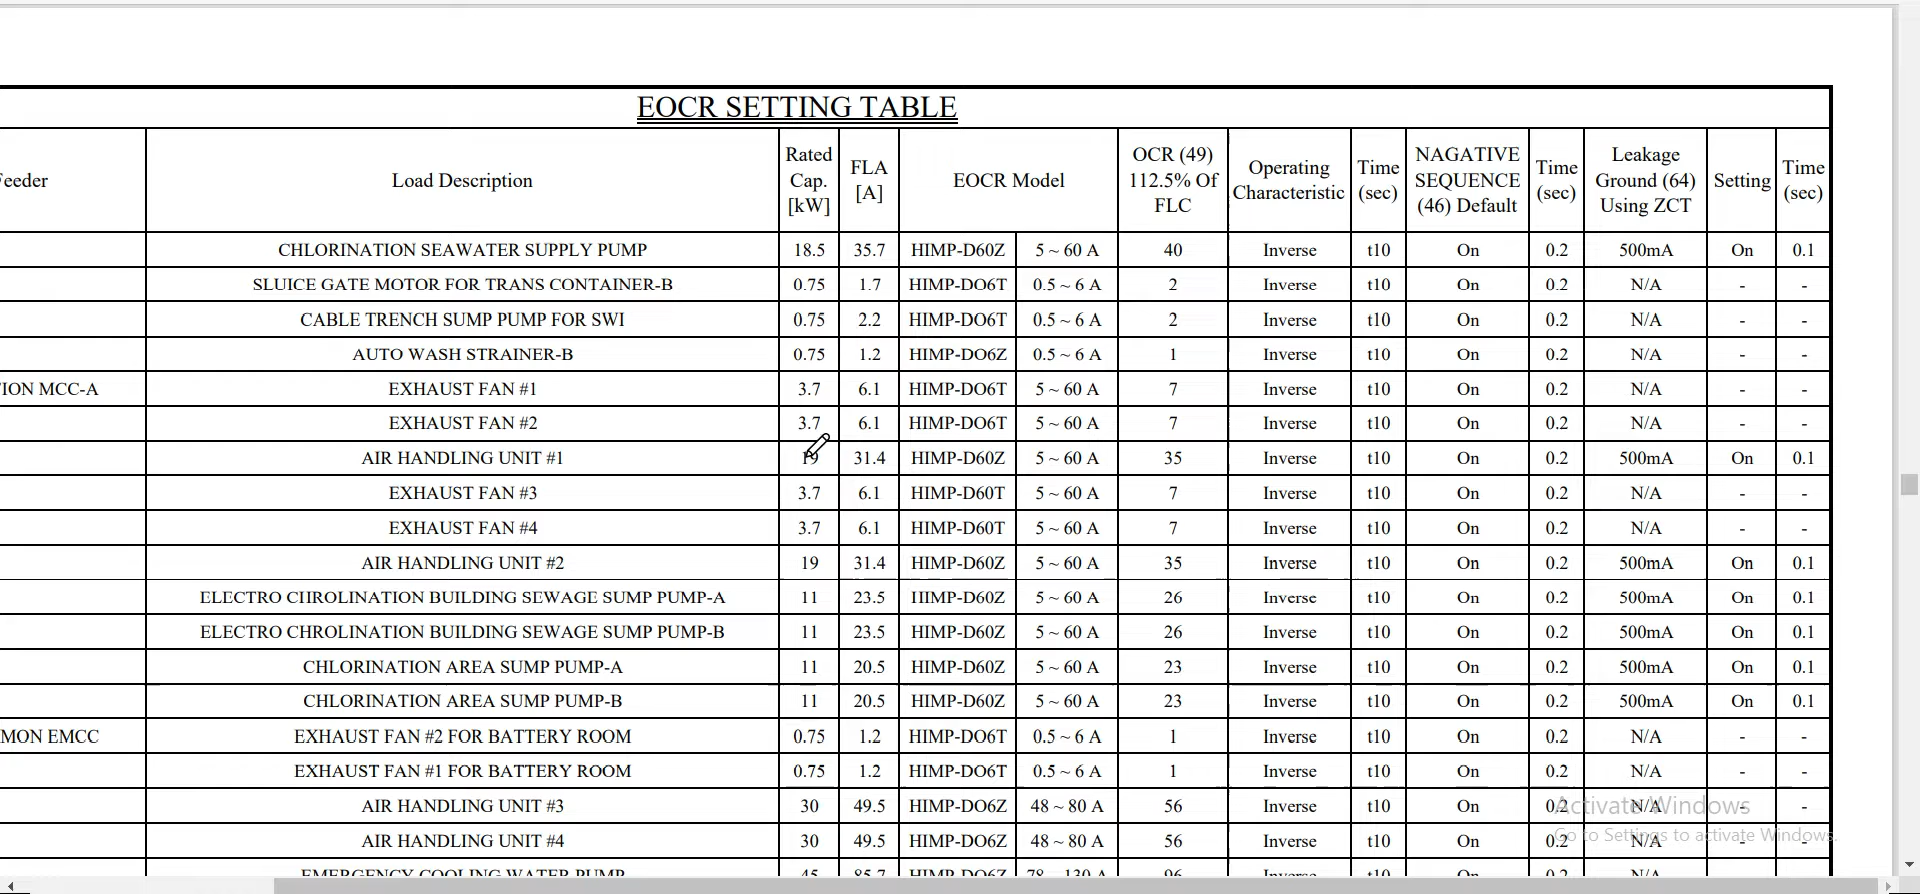 EOCR SETTING TABLE
Feeder Load Description Rated Cap. [kW] FLA [A] EOCR Model OCR (49) 112.5% Of FLC Operating Characteristic Time (sec) NAGATIVE SEQUENCE (46) Default Time (sec) Leakage Ground (64) Using ZCT Setting Time (sec)
CHLORINATION SEAWATER SUPPLY PUMP 18.5 35.7 HIMP-D60Z 5 ~ 60 A 40 Inverse t10 On 0.2 500mA On 0.1
SLUICE GATE MOTOR FOR TRANS CONTAINER-B 0.75 1.7 HIMP-DO6T 0.5 ~ 6 A 2 Inverse t10 On 0.2 N/A - -
CABLE TRENCH SUMP PUMP FOR SWI 0.75 2.2 HIMP-DO6T 0.5 ~ 6 A 2 Inverse t10 On 0.2 N/A - -
AUTO WASH STRAINER-B 0.75 1.2 HIMP-DO6Z 0.5 ~ 6 A 1 Inverse t10 On 0.2 N/A - -
ION MCC-A EXHAUST FAN #1 3.7 6.1 HIMP-DO6T 5 ~ 60 A 7 Inverse t10 On 0.2 N/A - -
EXHAUST FAN #2 3.7 6.1 HIMP-DO6T 5 ~ 60 A 7 Inverse t10 On 0.2 N/A - -
AIR HANDLING UNIT #1 19 31.4 HIMP-D60Z 5 ~ 60 A 35 Inverse t10 On 0.2 500mA On 0.1
EXHAUST FAN #3 3.7 6.1 HIMP-D60T 5 ~ 60 A 7 Inverse t10 On 0.2 N/A - -
EXHAUST FAN #4 3.7 6.1 HIMP-D60T 5 ~ 60 A 7 Inverse t10 On 0.2 N/A - -
AIR HANDLING UNIT #2 19 31.4 HIMP-D60Z 5 ~ 60 A 35 Inverse t10 On 0.2 500mA On 0.1
ELECTRO CHROLINATION BUILDING SEWAGE SUMP PUMP-A 11 23.5 HIMP-D60Z 5 ~ 60 A 26 Inverse t10 On 0.2 500mA On 0.1
ELECTRO CHROLINATION BUILDING SEWAGE SUMP PUMP-B 11 23.5 HIMP-D60Z 5 ~ 60 A 26 Inverse t10 On 0.2 500mA On 0.1
CHLORINATION AREA SUMP PUMP-A 11 20.5 HIMP-D60Z 5 ~ 60 A 23 Inverse t10 On 0.2 500mA On 0.1
CHLORINATION AREA SUMP PUMP-B 11 20.5 HIMP-D60Z 5 ~ 60 A 23 Inverse t10 On 0.2 500mA On 0.1
MON EMCC EXHAUST FAN #2 FOR BATTERY ROOM 0.75 1.2 HIMP-DO6T 0.5 ~ 6 A 1 Inverse t10 On 0.2 N/A - -
EXHAUST FAN #1 FOR BATTERY ROOM 0.75 1.2 HIMP-DO6T 0.5 ~ 6 A 1 Inverse t10 On 0.2 N/A - -
AIR HANDLING UNIT #3 30 49.5 HIMP-DO6Z 48 ~ 80 A 56 Inverse t10 On 0.2 N/A - -
AIR HANDLING UNIT #4 30 49.5 HIMP-DO6Z 48 ~ 80 A 56 Inverse t10 On 0.2 N/A - -
EMERGENCY COOLING WATER PUMP 45 85.7 HIMP-DO6Z 78 ~ 130 A 96 Inverse t10 On 0.2 N/A
Activate Windows
Go to Settings to activate Windows.